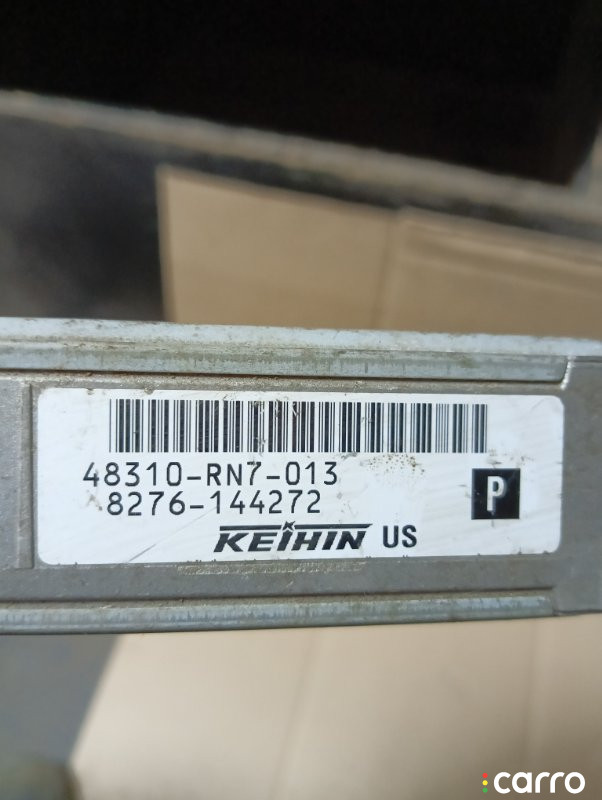 48310-RN7-013
8276-144272
P
KEIHIN US
carro